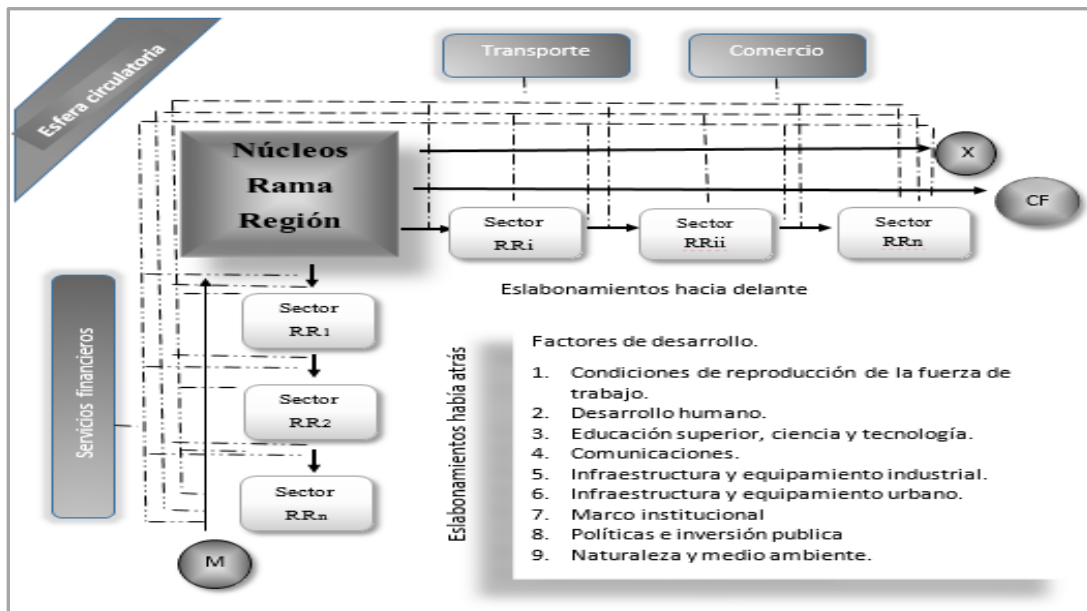 Esfera circulatoria
Transporte
Comercio
Núcleos
Rama
Región
X
CF
Sector
RRi
Sector
RRii
Sector
RRn
Eslabonamientos hacia delante
Servicios financieros
Sector
RR1
Sector
RR2
Sector
RRn
M
Eslabonamientos había atrás
Factores de desarrollo.
1. Condiciones de reproducción de la fuerza de
trabajo.
2. Desarrollo humano.
3. Educación superior, ciencia y tecnología.
4. Comunicaciones.
5. Infraestructura y equipamiento industrial.
6. Infraestructura y equipamiento urbano.
7. Marco institucional
8. Políticas e inversión publica
9. Naturaleza y medio ambiente.